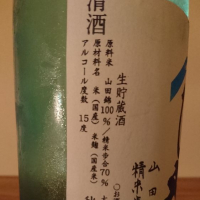 清酒
生貯蔵酒
原料米 山田錦100%/精米歩合70%
原材料名 米(国産) 米麹(国産米)
アルコール度数 15度
山田
精米